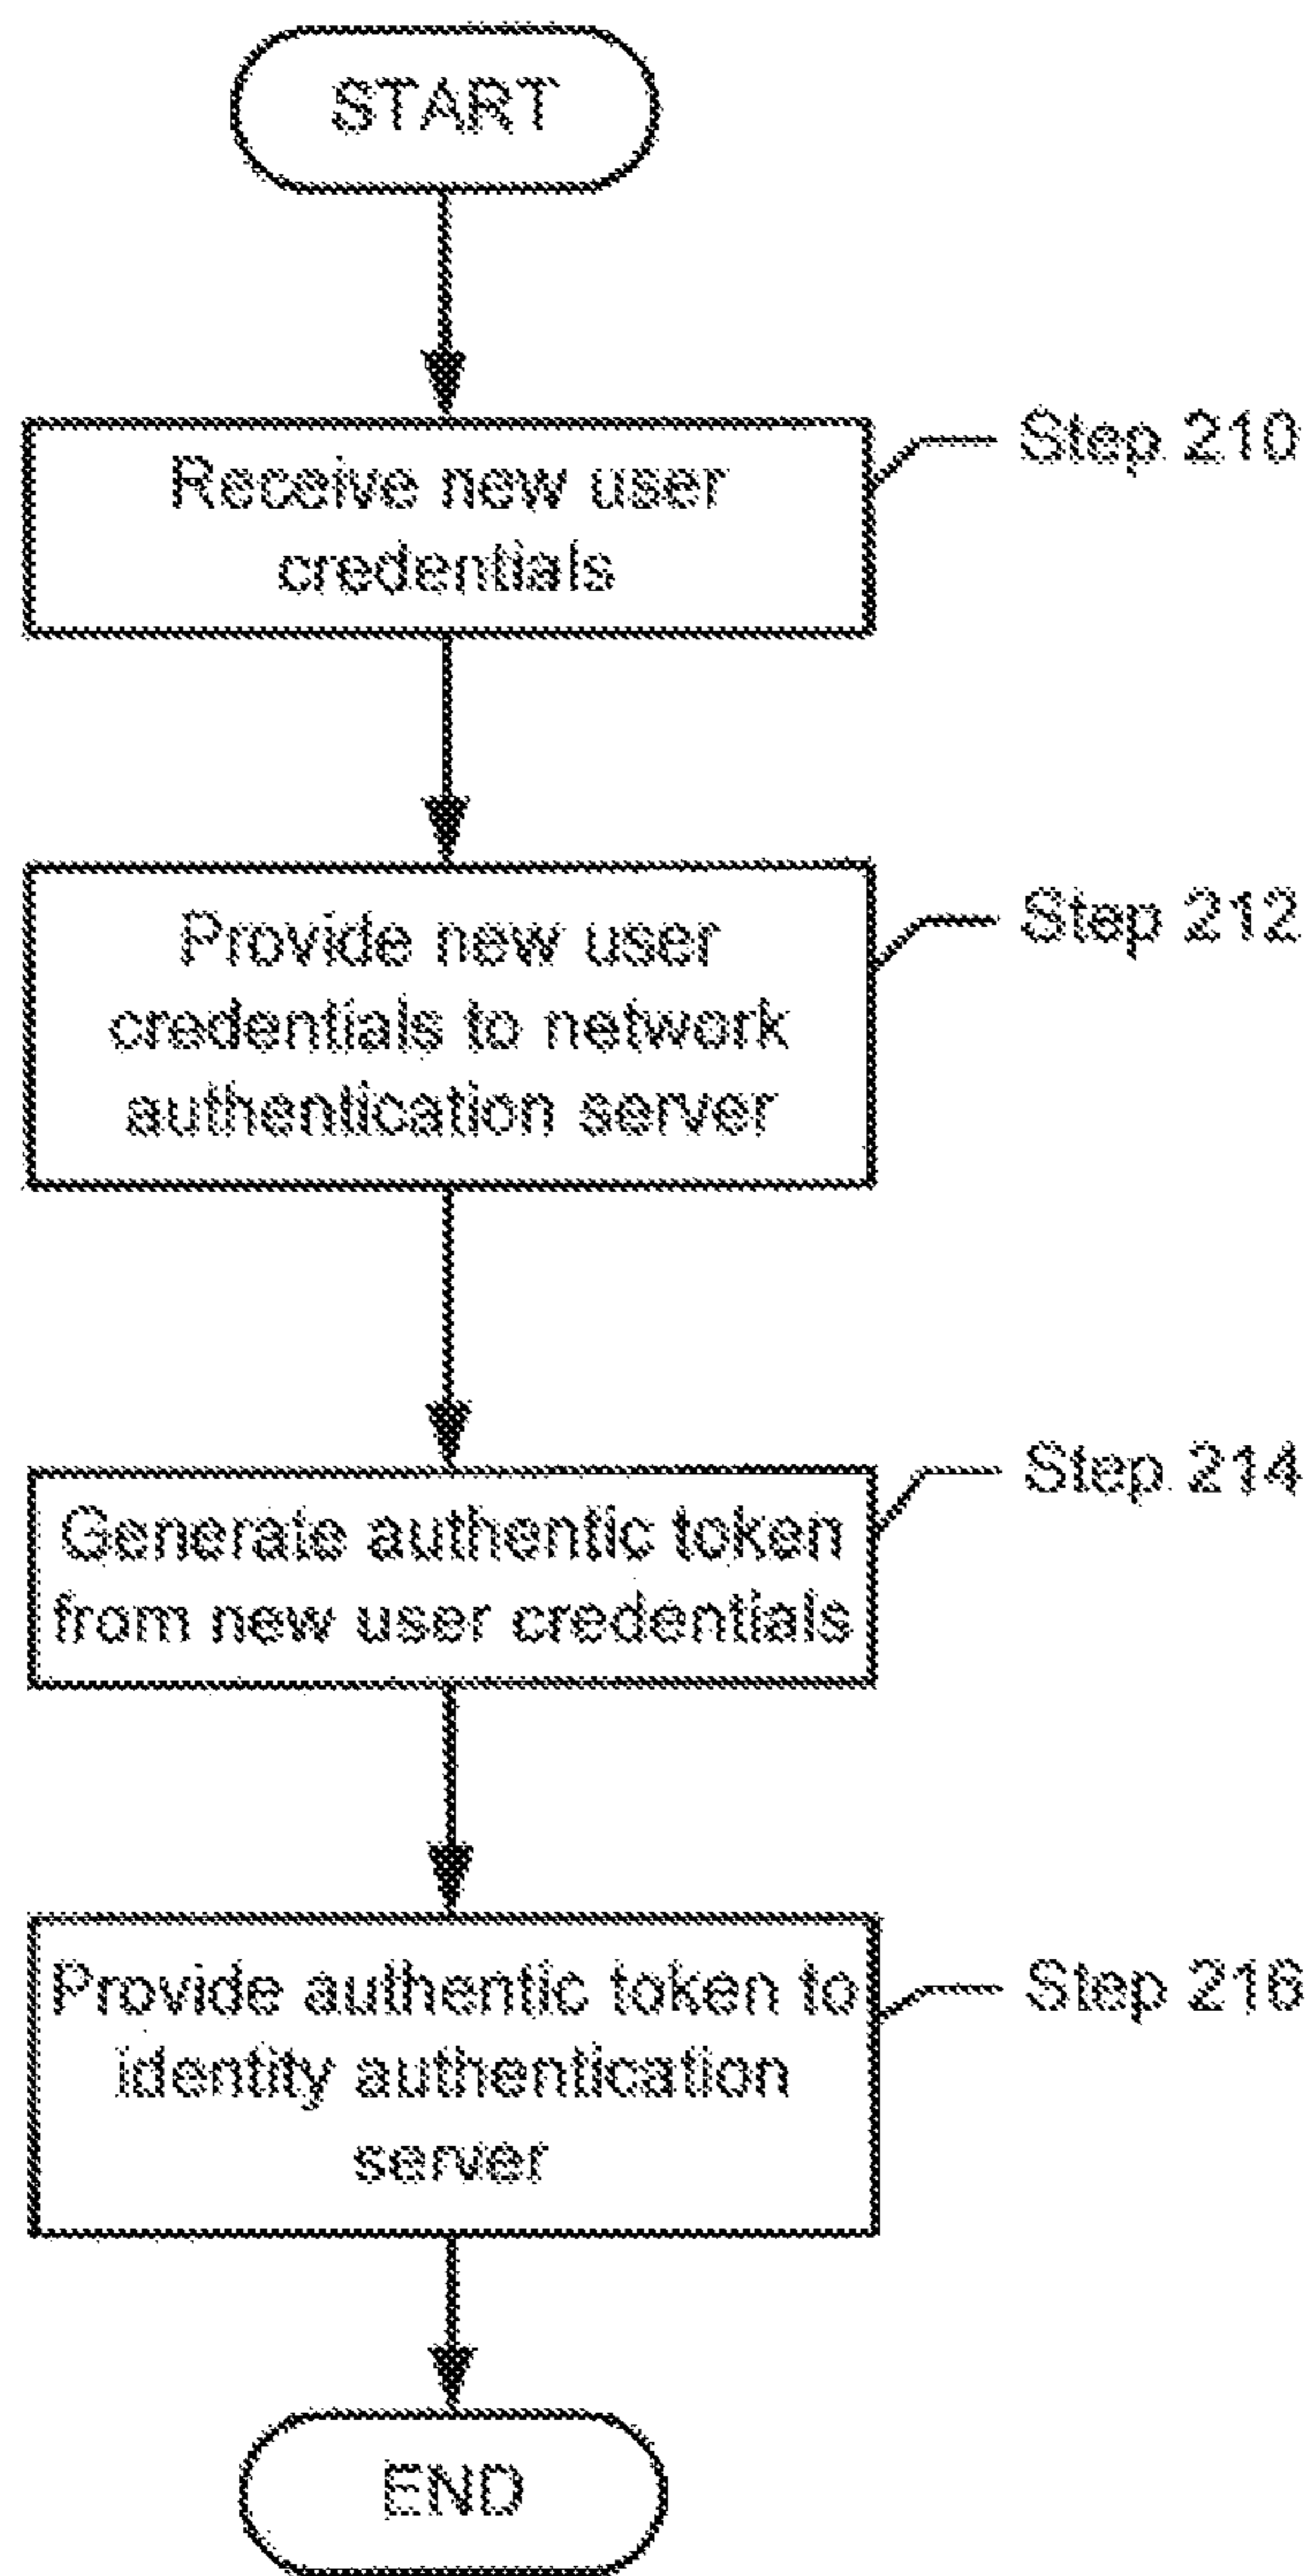 START
Receive new user
credentials
Step 210
Provide new user
credentials to network
authentication server
Step 212
Generate authentic token
from new user credentials
Step 214
Provide authentic token to
identity authentication
server
Step 216
END